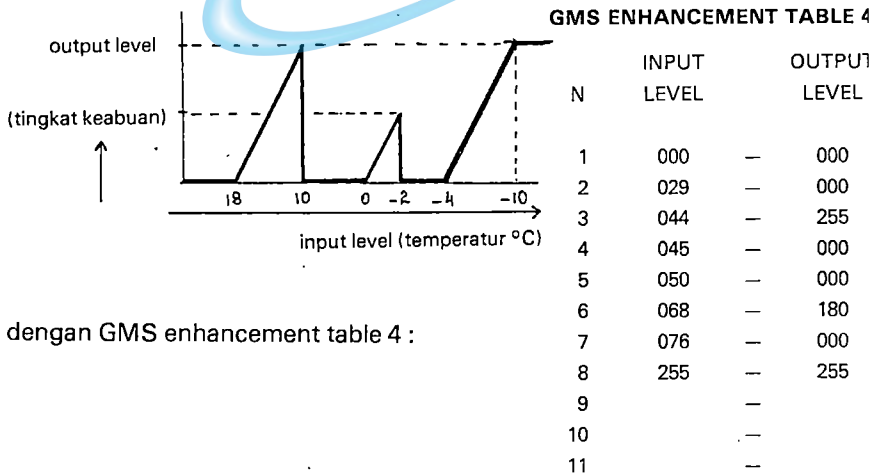 output level
(tingkat keabuan)
18 10 0 -2 -4 -10
input level (temperatur °C)
dengan GMS enhancement table 4 :
GMS ENHANCEMENT TABLE 4
INPUT OUTPUT
N LEVEL LEVEL
1 000 — 000
2 029 — 000
3 044 — 255
4 045 — 000
5 050 — 000
6 068 — 180
7 076 — 000
8 255 — 255
9 —
10 —
11 —